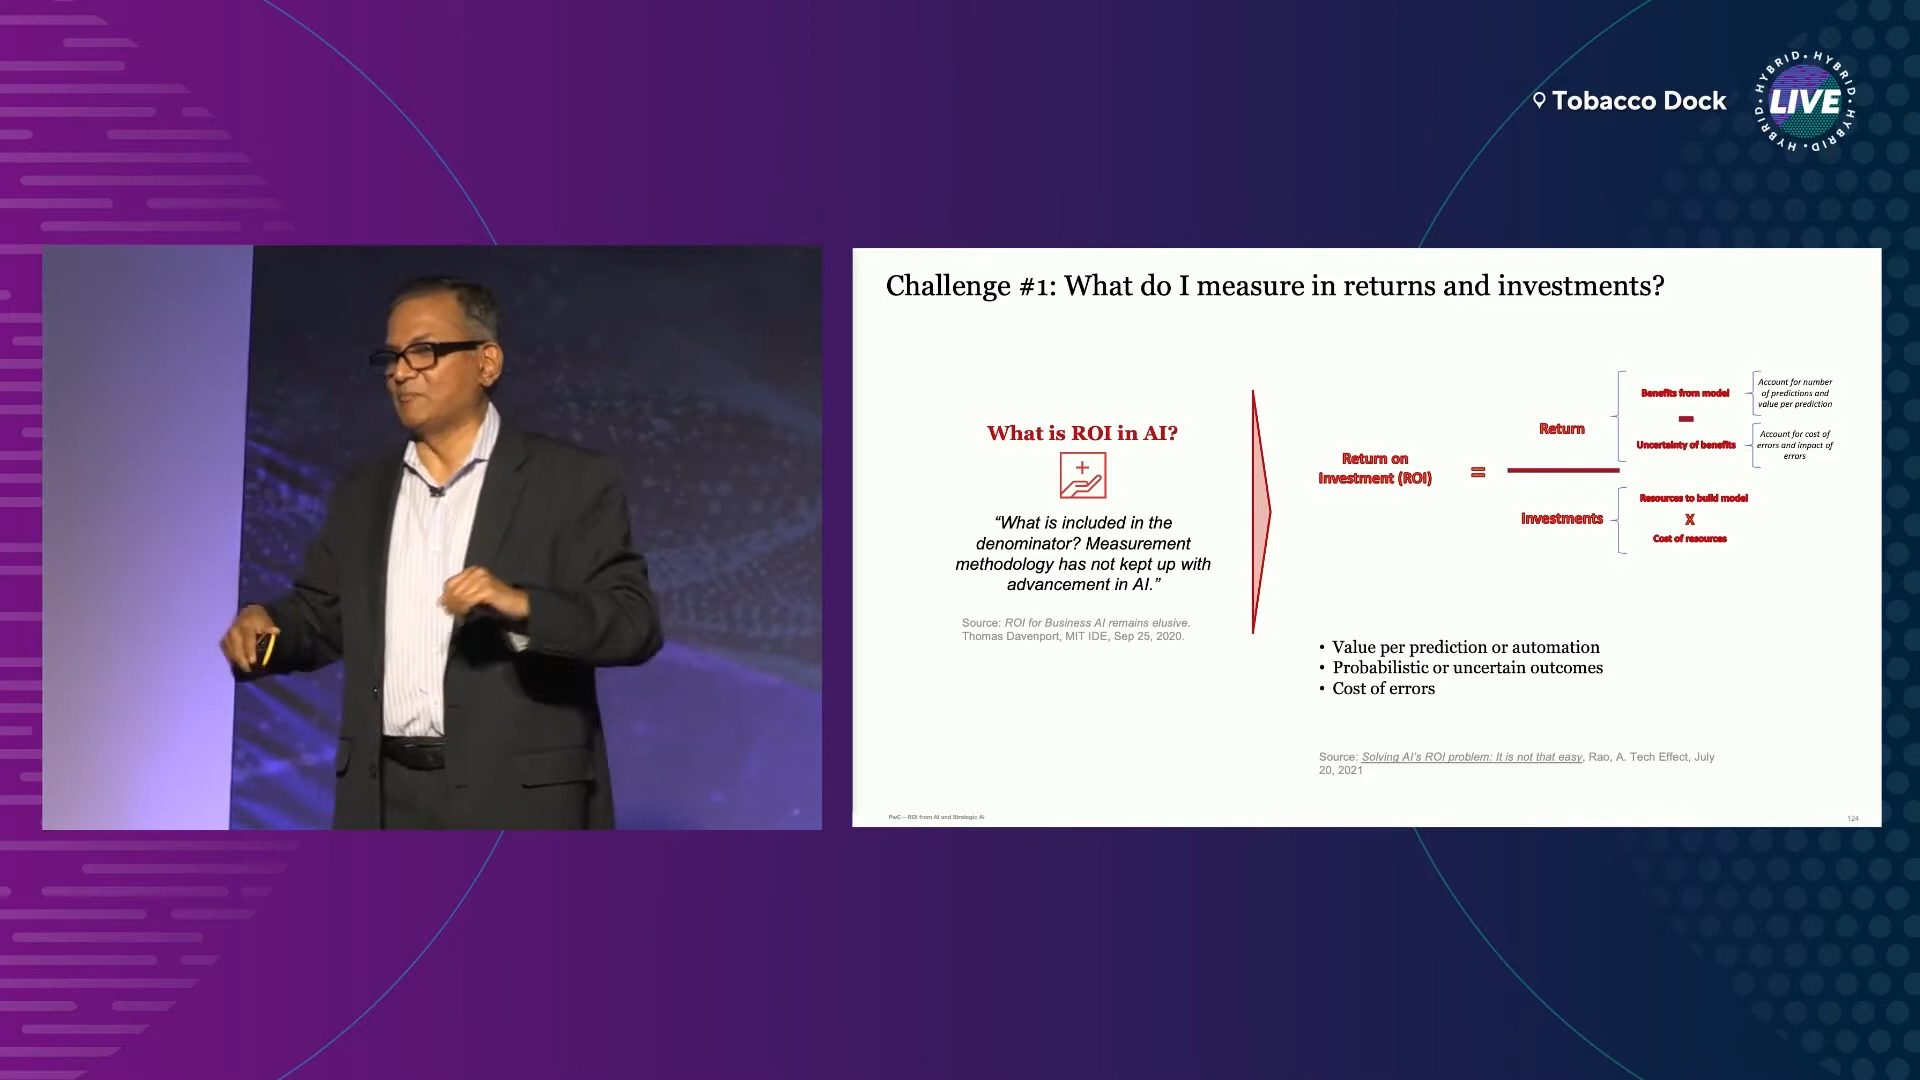 Tobacco Dock
HYBRID • HYBRID • HYBRID • HYBRID •
LIVE
Challenge #1: What do I measure in returns and investments?
What is ROI in AI?
“What is included in the
denominator? Measurement
methodology has not kept up with
advancement in AI.”
Source: ROI for Business AI remains elusive.
Thomas Davenport, MIT IDE, Sep 25, 2020.
Return on
Investment (ROI)
=
Return
Benefits from model
Account for number
of predictions and
value per prediction
Uncertainty of benefits
Account for cost of
errors and impact of
errors
Investments
Resources to build model
X
Cost of resources
• Value per prediction or automation
• Probabilistic or uncertain outcomes
• Cost of errors
Source: Solving AI's ROI problem: It is not that easy, Rao, A. Tech Effect, July
20, 2021
PwC – ROI from AI and Strategic AI
124